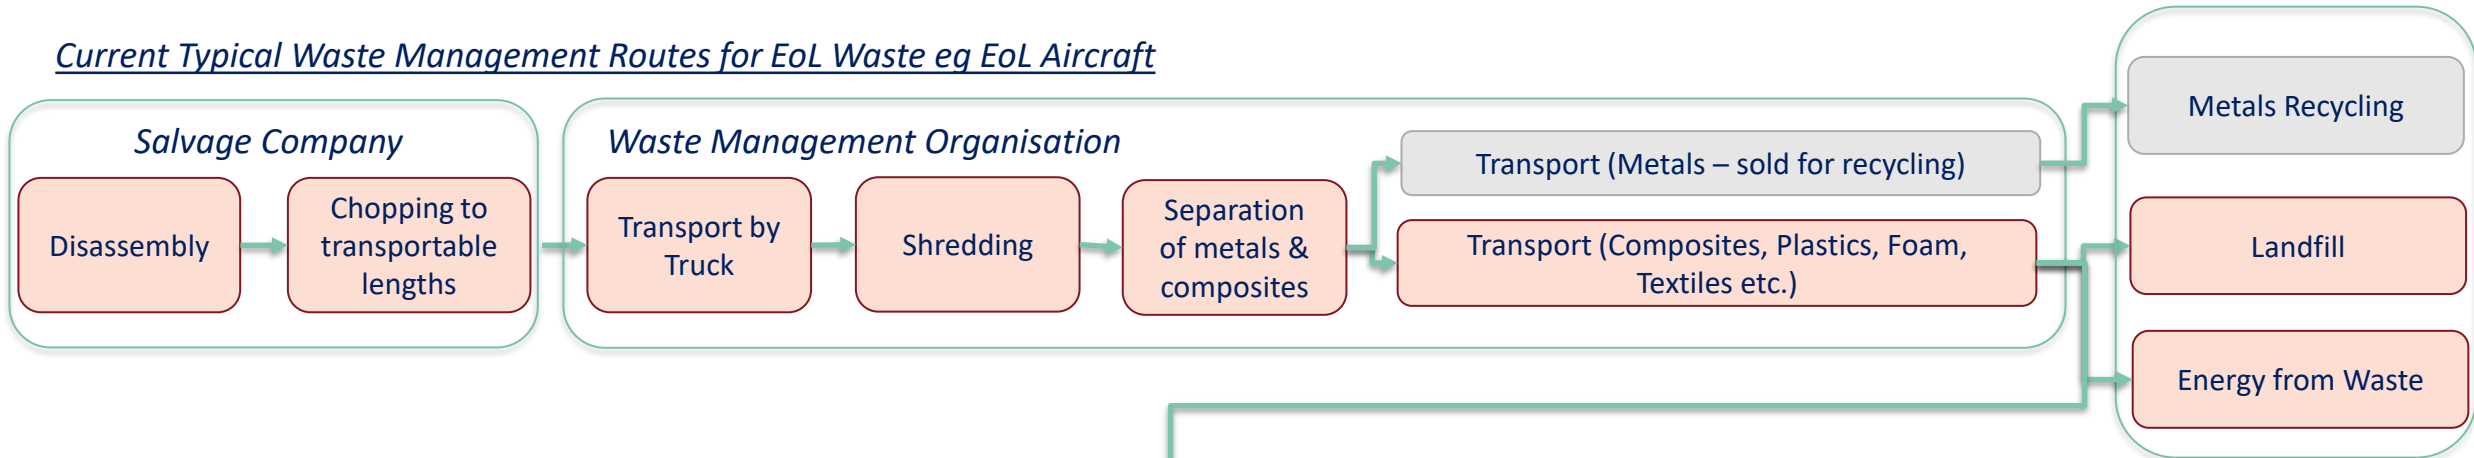 Current Typical Waste Management Routes for EoL Waste eg EoL Aircraft
Salvage Company
Disassembly
Chopping to
transportable
lengths
Waste Management Organisation
Transport by
Truck
Shredding
Separation
of metals &
composites
Transport (Metals – sold for recycling)
Transport (Composites, Plastics, Foam,
Textiles etc.)
Metals Recycling
Landfill
Energy from Waste